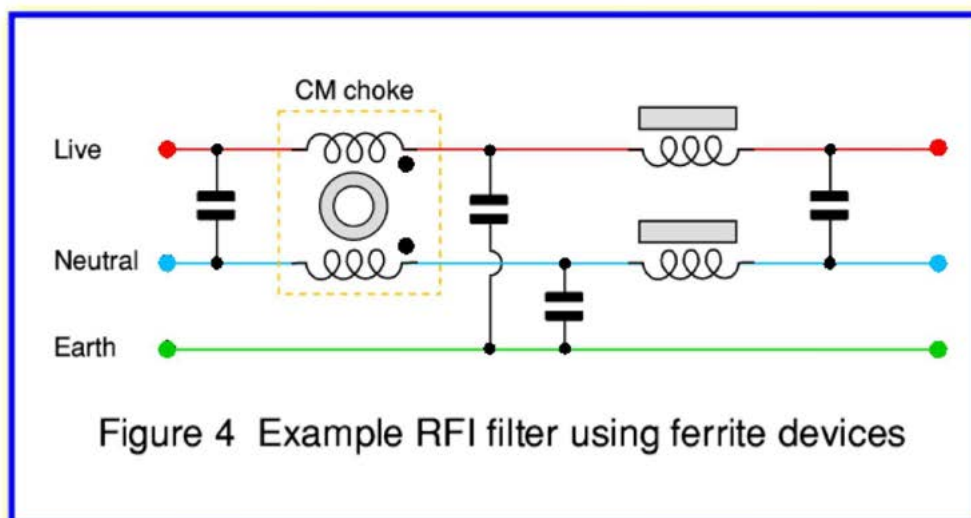 CM choke
Live
Neutral
Earth
Figure 4 Example RFI filter using ferrite devices